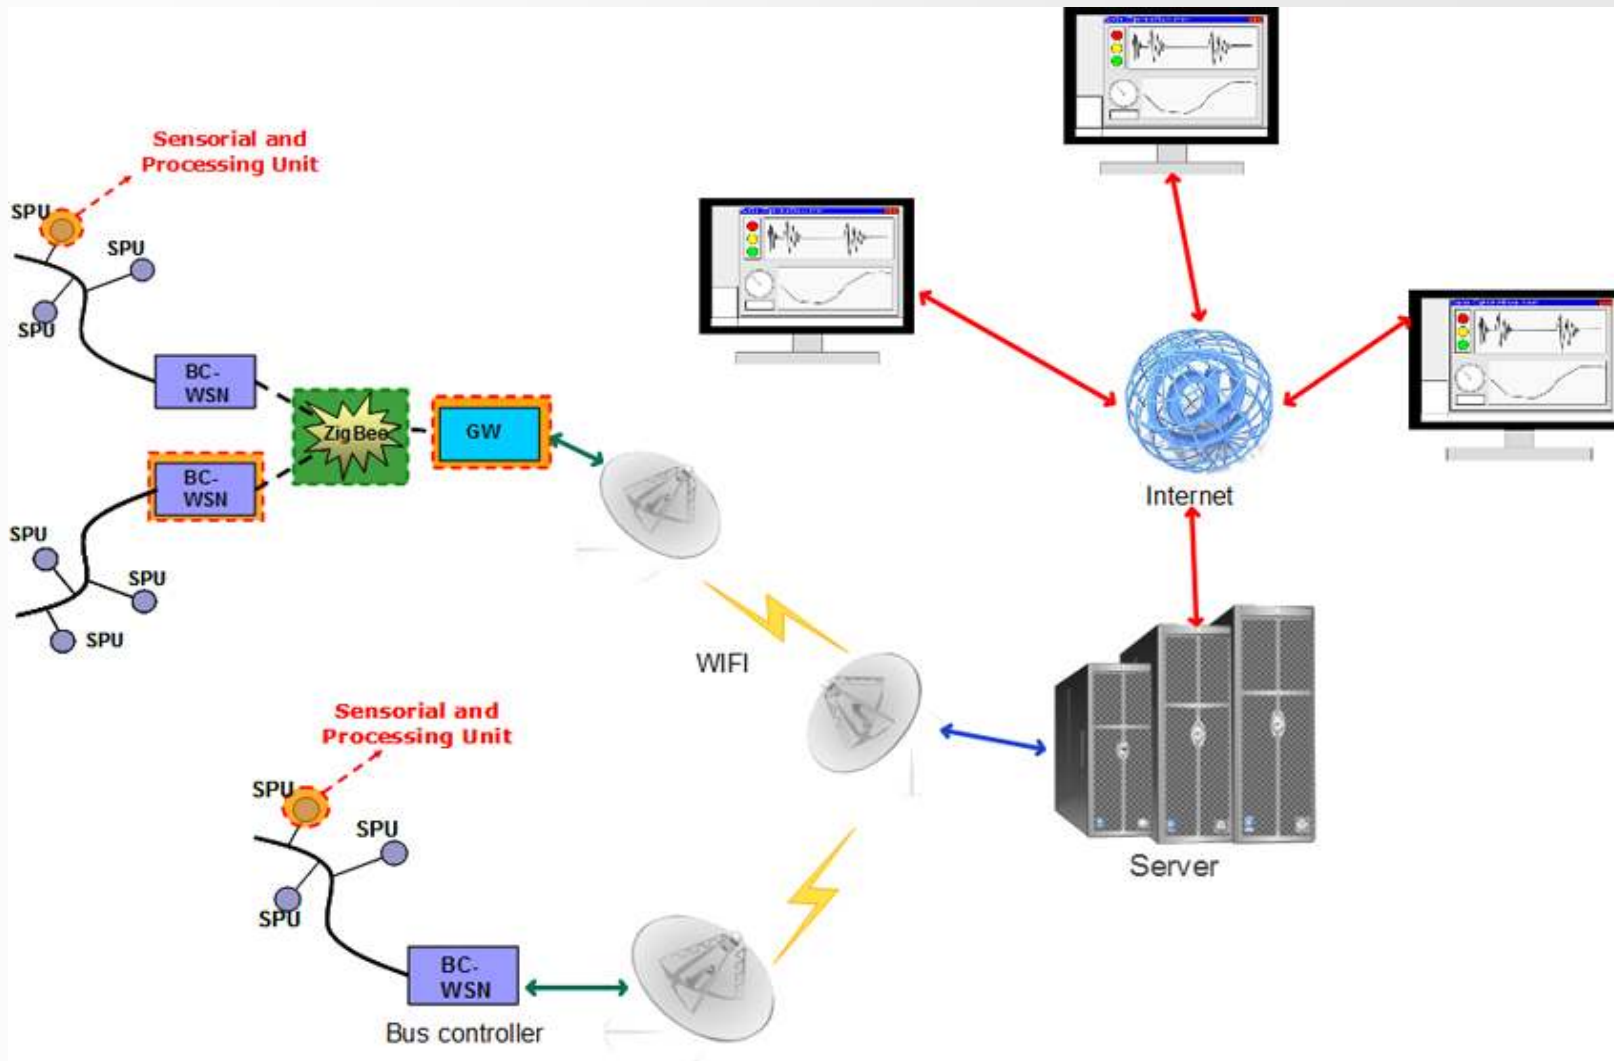 Sensorial and
Processing Unit
SPU
SPU
SPU
BC-
WSN
ZigBee
GW
BC-
WSN
SPU
SPU
SPU
Internet
WIFI
Sensorial and
Processing Unit
SPU
SPU
SPU
Server
BC-
WSN
Bus controller